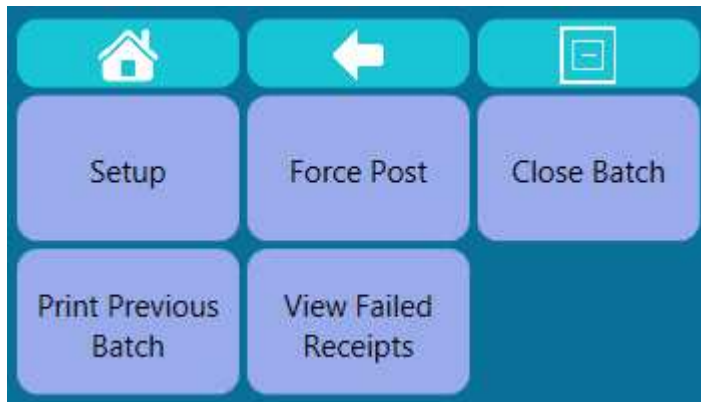 Setup
Force Post
Close Batch
Print Previous
Batch
View Failed
Receipts